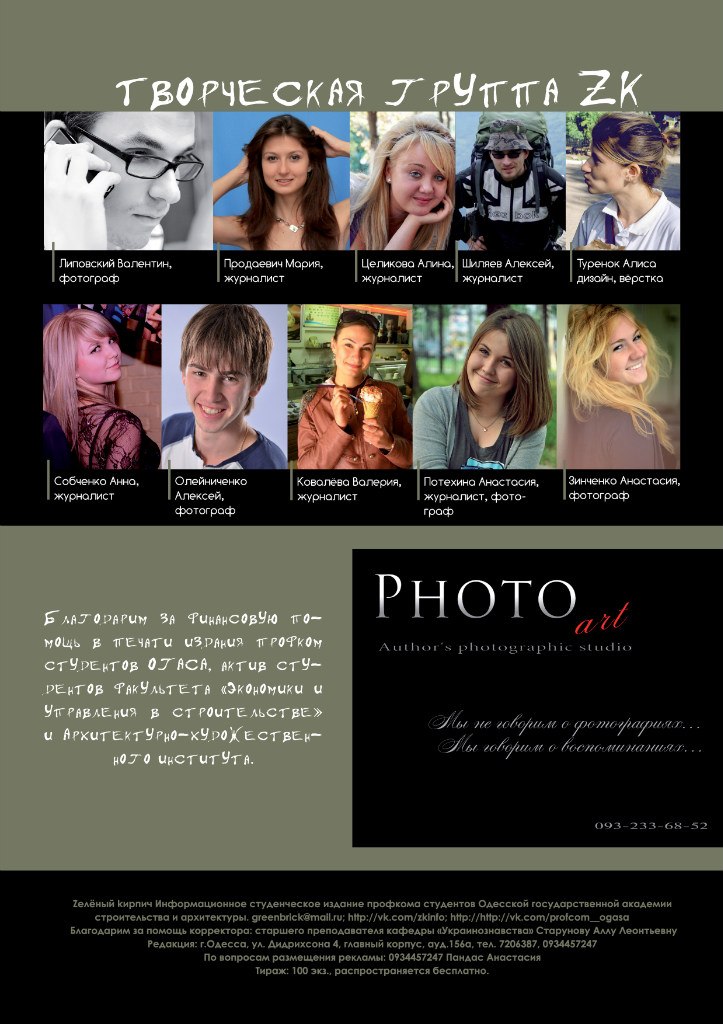 ТВОРЧЕСКАЯ ГРУППА ZK
Липовский Валентин,
фотограф
Продаевич Мария,
журналист
Целикова Алина,
журналист
Шиляев Алексей,
журналист
Туренок Алиса
дизайн, вёрстка
Собченко Анна,
журналист
Олейниченко
Алексей,
фотограф
Ковалёва Валерия,
журналист
Потехина Анастасия,
журналист, фото-
граф
Зинченко Анастасия,
фотограф
Благодарим за финансовую по-
мощь в печати издания профком
студентов ОГАСА, актив сту-
дентов факультета «Экономики и
управления в строительстве»
и Архитектурно-художествен-
ного института.
PHOTO
art
Author's photographic studio
Мы не говорим о фотографиях...
Мы говорим о воспоминаниях...
093-233-68-52
Zелёный kирпич Информационное студенческое издание профкома студентов Одесской государственной академии
строительства и архитектуры. greenbrick@mail.ru; http://vk.com/zkinfo; http://http://vk.com/profcom__ogasa
Благодарим за помощь корректора: старшего преподавателя кафедры «Украинознавства» Старунову Аллу Леонтьевну
Редакция: г.Одесса, ул. Дидрихсона 4, главный корпус, ауд.156а, тел. 7206387, 0934457247
По вопросам размещения рекламы: 0934457247 Пандас Анастасия
Тираж: 100 экз., распространяется бесплатно.